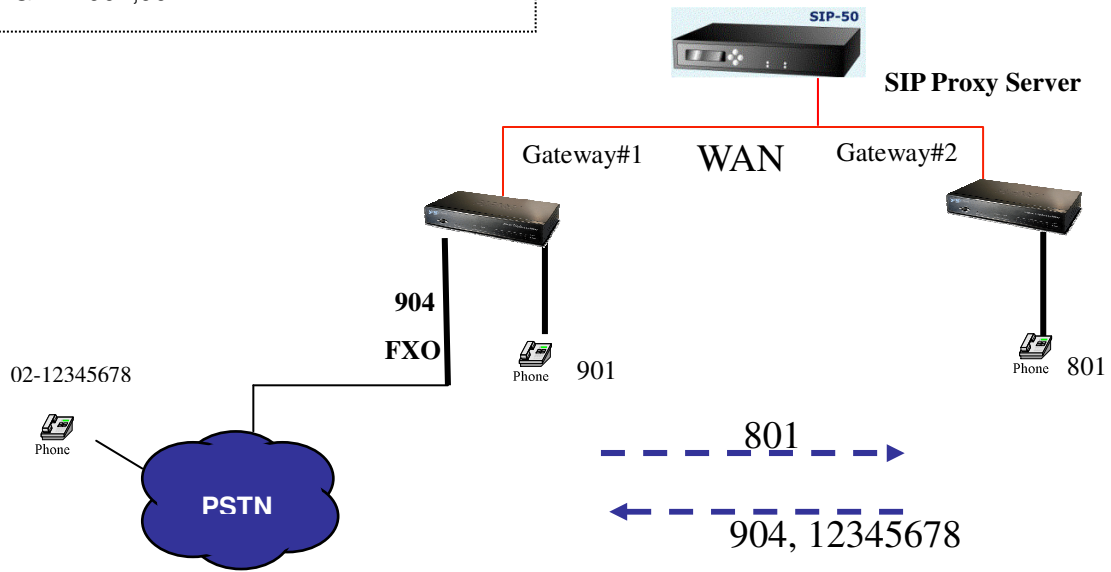 SIP-50
SIP Proxy Server
Gateway#1
WAN
Gateway#2
904
FXO
02-12345678
Phone
Phone
901
Phone
801
PSTN
801
904, 12345678